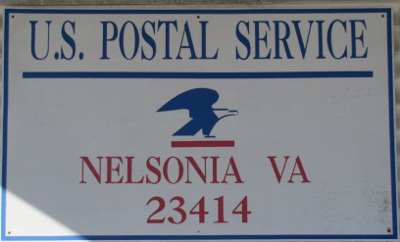 U.S. POSTAL SERVICE
NELSONIA VA
23414